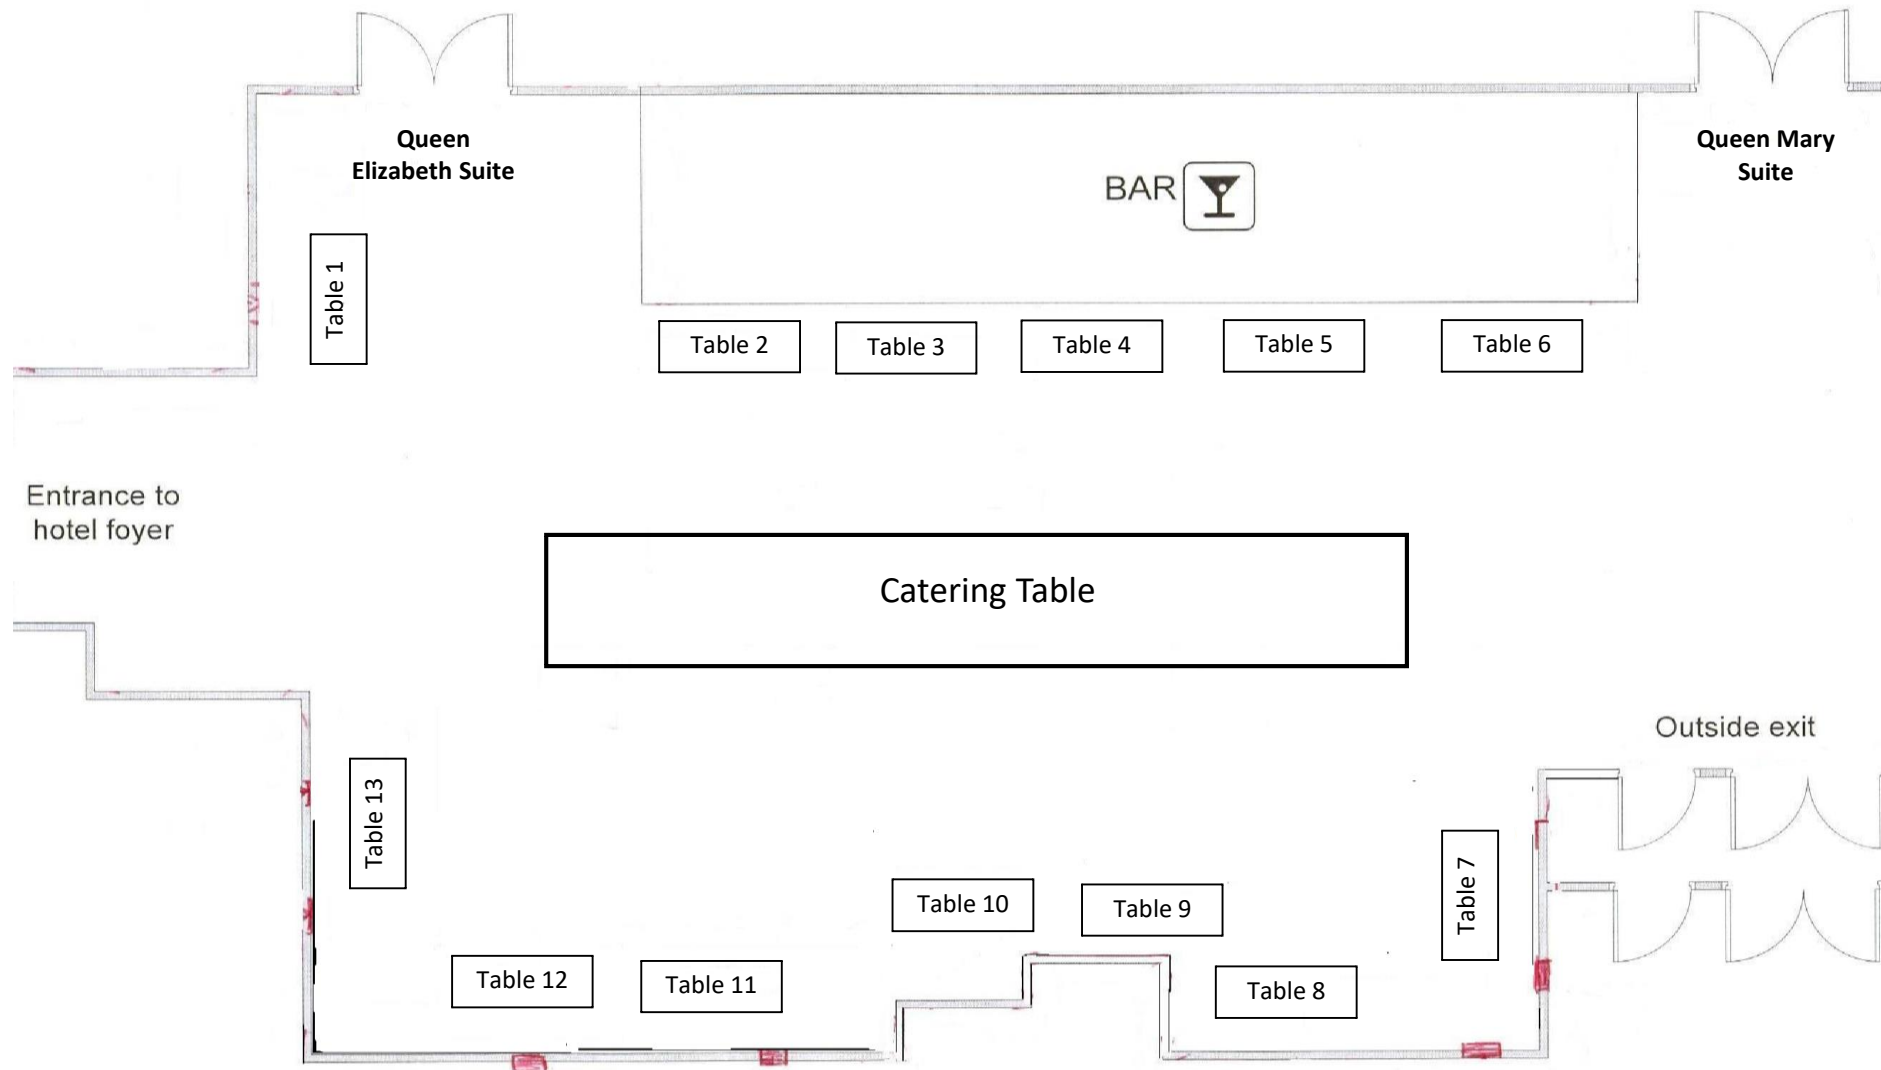 Queen
Elizabeth Suite
Queen Mary
Suite
BAR
Table 1
Table 2
Table 3
Table 4
Table 5
Table 6
Entrance to
hotel foyer
Catering Table
Outside exit
Table 13
Table 7
Table 10
Table 9
Table 12
Table 11
Table 8